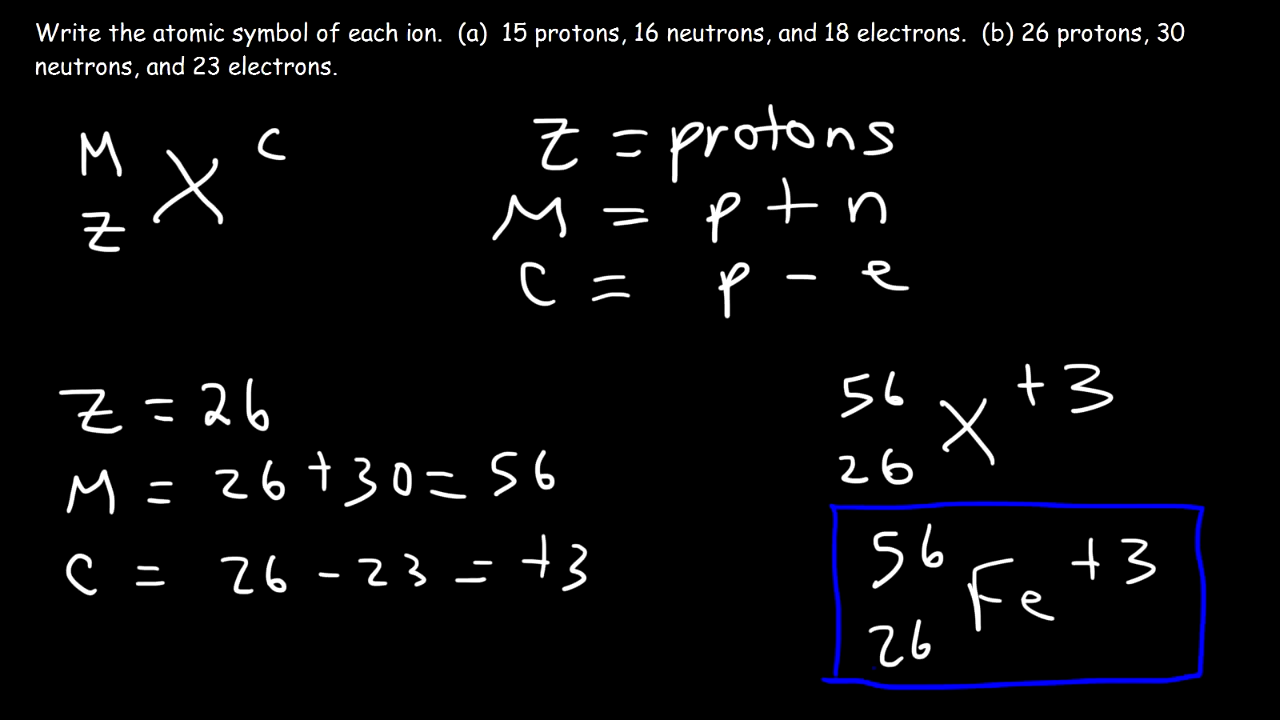 Write the atomic symbol of each ion. (a) 15 protons, 16 neutrons, and 18 electrons. (b) 26 protons, 30
neutrons, and 23 electrons.
M
Z X C
Z = protons
M = p + n
C = p - e
Z = 26
M = 26 + 30 = 56
C = 26 - 23 = +3
56
26 X +3
56
26 Fe +3